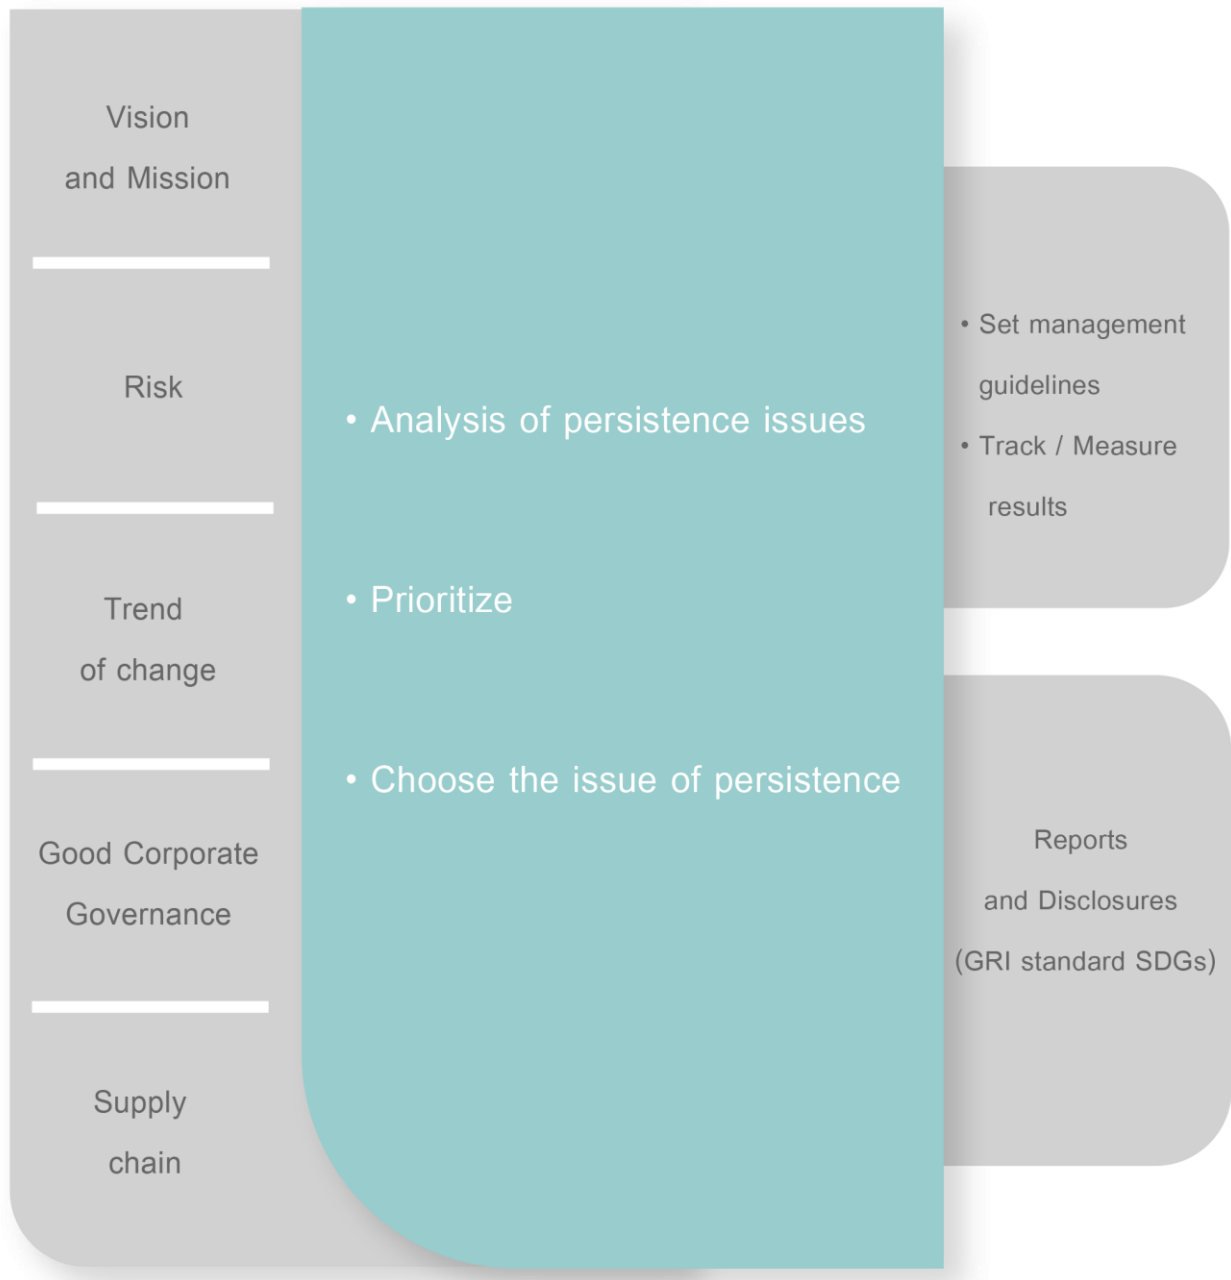 Vision
and Mission
Risk
Trend
of change
Good Corporate
Governance
Supply
chain
• Analysis of persistence issues
• Prioritize
• Choose the issue of persistence
• Set management
guidelines
• Track / Measure
results
Reports
and Disclosures
(GRI standard SDGs)